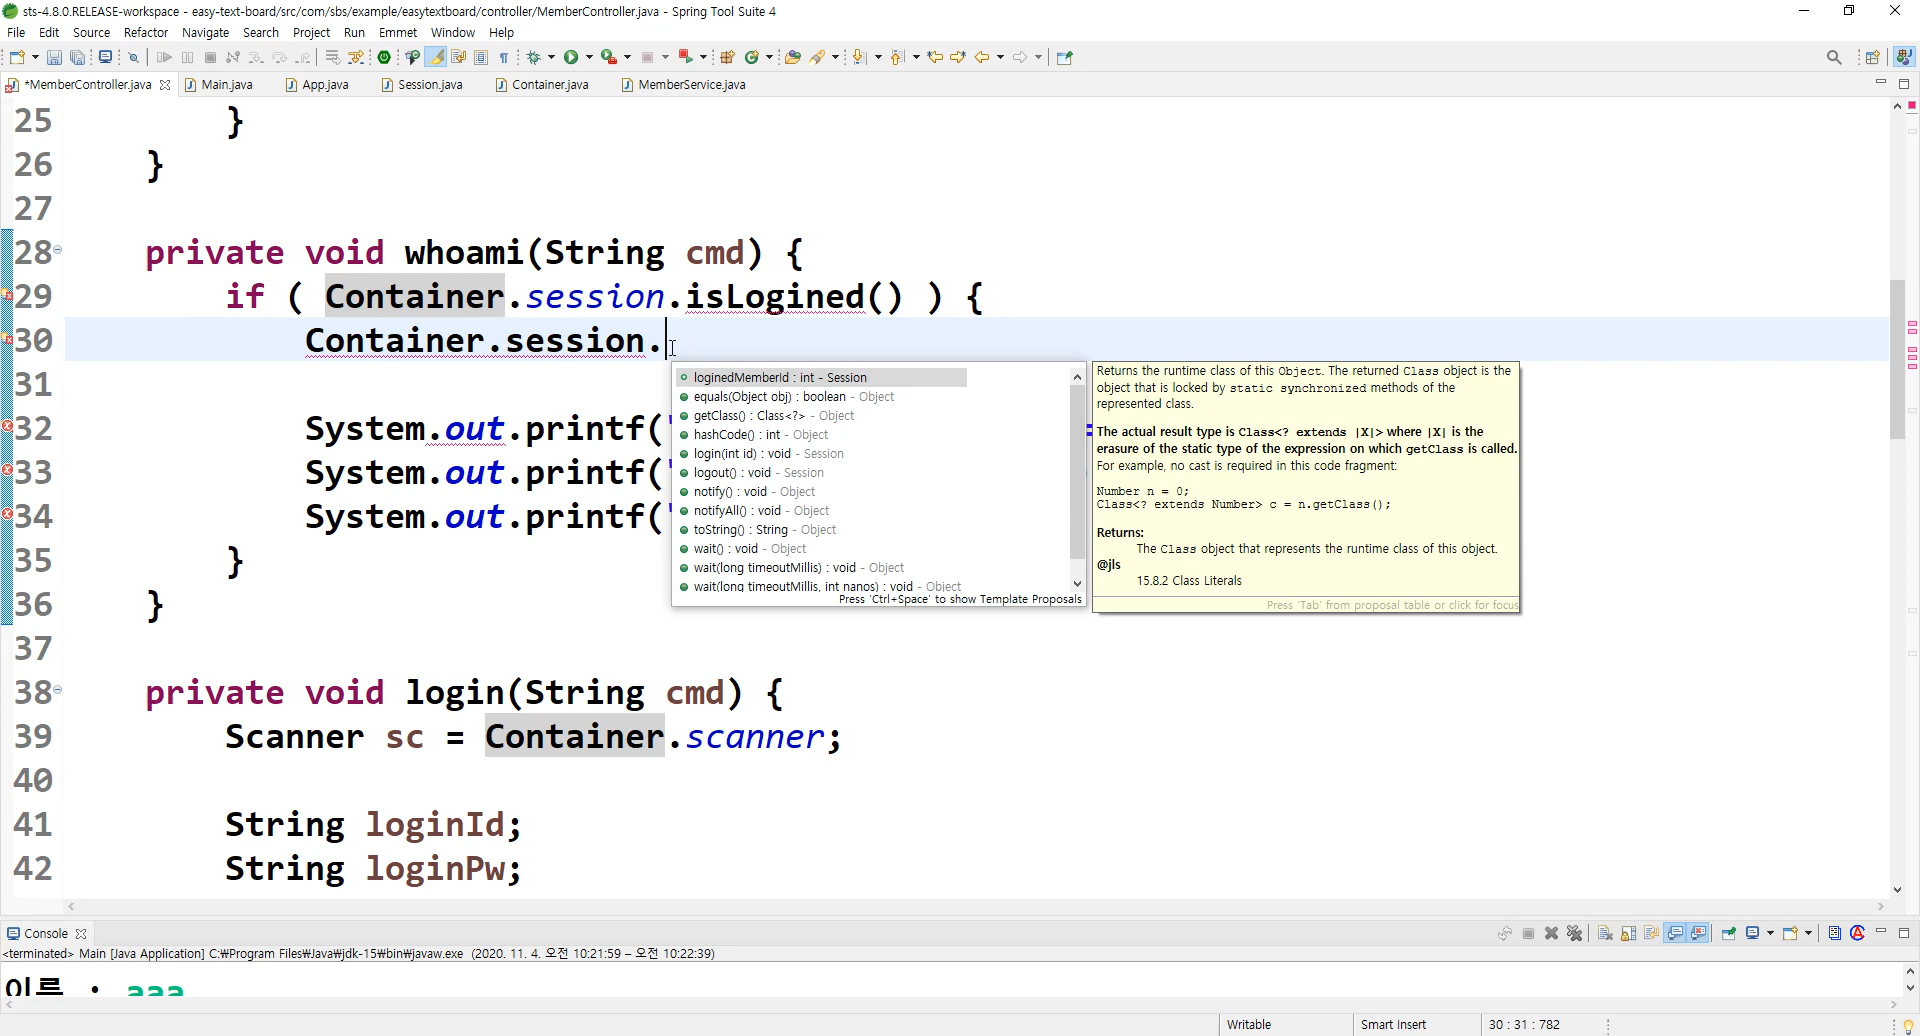 sts-4.8.0.RELEASE-workspace - easy-text-board/src/com/sbs/example/easytextboard/controller/MemberController.java - Spring Tool Suite 4
File Edit Source Refactor Navigate Search Project Run Emmet Window Help
*MemberController.java Main.java App.java Session.java Container.java MemberService.java
25 }
26 }
27
28 private void whoami(String cmd) {
29 if ( Container.session.isLogined() ) {
30 Container.session.
31
32 System.out.printf("
33 System.out.printf("
34 System.out.printf("
35 }
36 }
37
38 private void login(String cmd) {
39 Scanner sc = Container.scanner;
40
41 String loginId;
42 String loginPw;
loginedMemberId : int - Session
equals(Object obj) : boolean - Object
getClass() : Class<?> - Object
hashCode() : int - Object
login(int id) : void - Session
logout() : void - Session
notify() : void - Object
notifyAll() : void - Object
toString() : String - Object
wait() : void - Object
wait(long timeoutMillis) : void - Object
wait(long timeoutMillis, int nanos) : void - Object
Press 'Ctrl+Space' to show Template Proposals
Returns the runtime class of this Object. The returned Class object is the
object that is locked by static synchronized methods of the
represented class.
The actual result type is Class<? extends |X|> where |X| is the
erasure of the static type of the expression on which getClass is called.
For example, no cast is required in this code fragment:
Number n = 0;
Class<? extends Number> c = n.getClass();
Returns:
The Class object that represents the runtime class of this object.
@jls
15.8.2 Class Literals
Press 'Tab' from proposal table or click for focus
Console
<terminated> Main [Java Application] C:₩Program Files₩Java₩jdk-15₩bin₩javaw.exe (2020. 11. 4. 오전 10:21:59 – 오전 10:22:39)
이름 : aaa
Writable Smart Insert 30 : 31 : 782